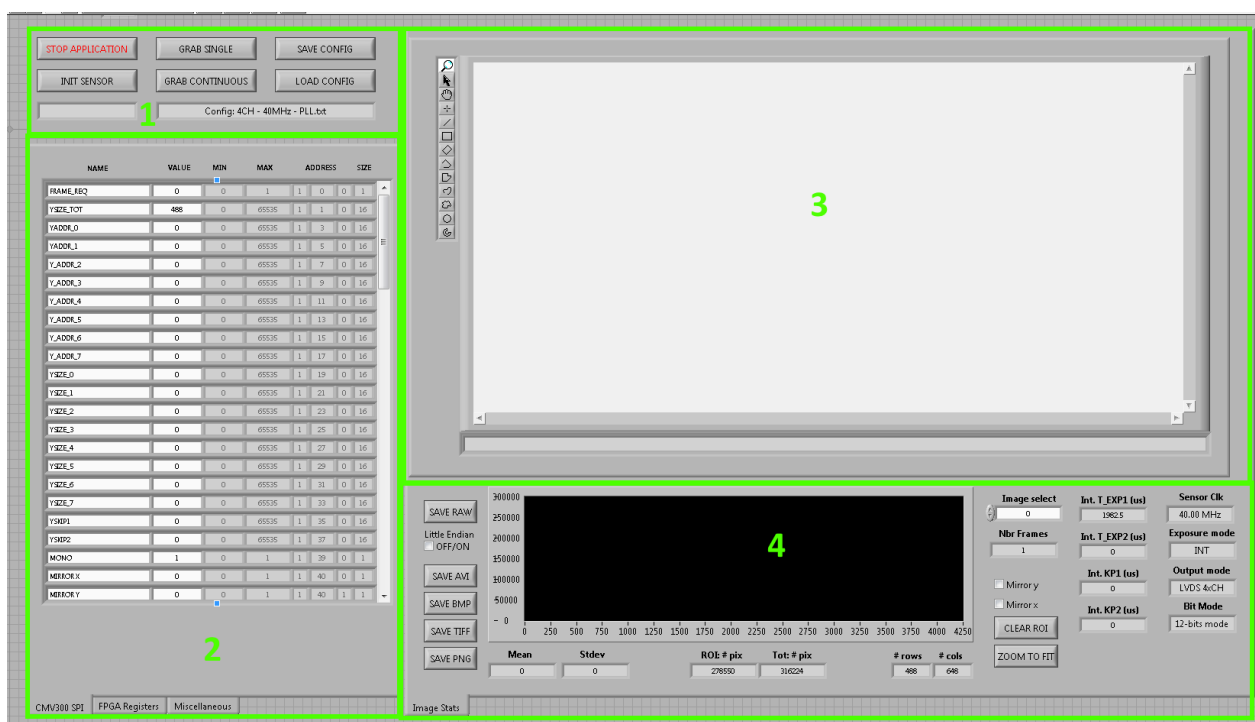 STOP APPLICATION GRAB SINGLE SAVE CONFIG
INIT SENSOR GRAB CONTINUOUS LOAD CONFIG
1 Config: 4CH - 40MHz - PLL.txt
NAME VALUE MIN MAX ADDRESS SIZE
FRAME_REQ 0 0 1 1 0 0 1
YSIZE_TOT 488 0 65535 1 1 0 16
YADDR_0 0 0 65535 1 3 0 16
YADDR_1 0 0 65535 1 5 0 16
Y_ADDR_2 0 0 65535 1 7 0 16
Y_ADDR_3 0 0 65535 1 9 0 16
Y_ADDR_4 0 0 65535 1 11 0 16
Y_ADDR_5 0 0 65535 1 13 0 16
Y_ADDR_6 0 0 65535 1 15 0 16
Y_ADDR_7 0 0 65535 1 17 0 16
YSIZE_0 0 0 65535 1 19 0 16
YSIZE_1 0 0 65535 1 21 0 16
YSIZE_2 0 0 65535 1 23 0 16
YSIZE_3 0 0 65535 1 25 0 16
YSIZE_4 0 0 65535 1 27 0 16
YSIZE_5 0 0 65535 1 29 0 16
YSIZE_6 0 0 65535 1 31 0 16
YSIZE_7 0 0 65535 1 33 0 16
YSKIP1 0 0 65535 1 35 0 16
YSKIP2 0 0 65535 1 37 0 16
MONO 1 0 1 1 39 0 1
MIRROR X 0 0 1 1 40 0 1
MIRROR Y 0 0 1 1 40 1 1
2
CMV300 SPI FPGA Registers Miscellaneous
3
SAVE RAW
Little Endian
OFF/ON
SAVE AVI
SAVE BMP
SAVE TIFF
SAVE PNG
300000
250000
200000
150000
100000
50000
0
4
0 250 500 750 1000 1250 1500 1750 2000 2250 2500 2750 3000 3250 3500 3750 4000 4250
Mean Stdev ROI: # pix Tot: # pix # rows # cols
0 0 278550 316224 488 648
Image select Int. T_EXP1 (us) Sensor Clk
0 1982.5 40.00 MHz
Nbr Frames Int. T_EXP2 (us) Exposure mode
1 0 INT
Int. KP1 (us) Output mode
Mirror y 0 LVDS 4xCH
Mirror x Int. KP2 (us) Bit Mode
CLEAR ROI 0 12-bits mode
ZOOM TO FIT
Image Stats